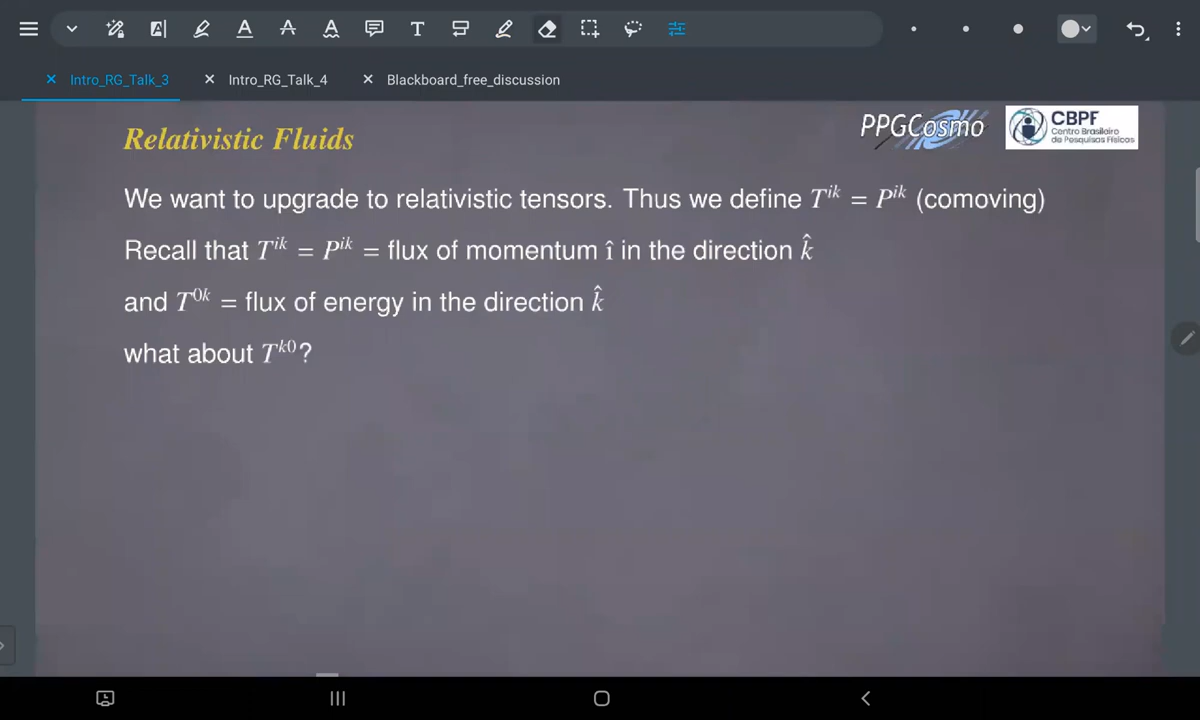 Intro_RG_Talk_3 Intro_RG_Talk_4 Blackboard_free_discussion
Relativistic Fluids
PPGCosmo
CBPF
Centro Brasileiro
de Pesquisas Físicas
We want to upgrade to relativistic tensors. Thus we define T^{ik} = P^{ik} (comoving)
Recall that T^{ik} = P^{ik} = flux of momentum î in the direction k̂
and T^{0k} = flux of energy in the direction k̂
what about T^{k0}?